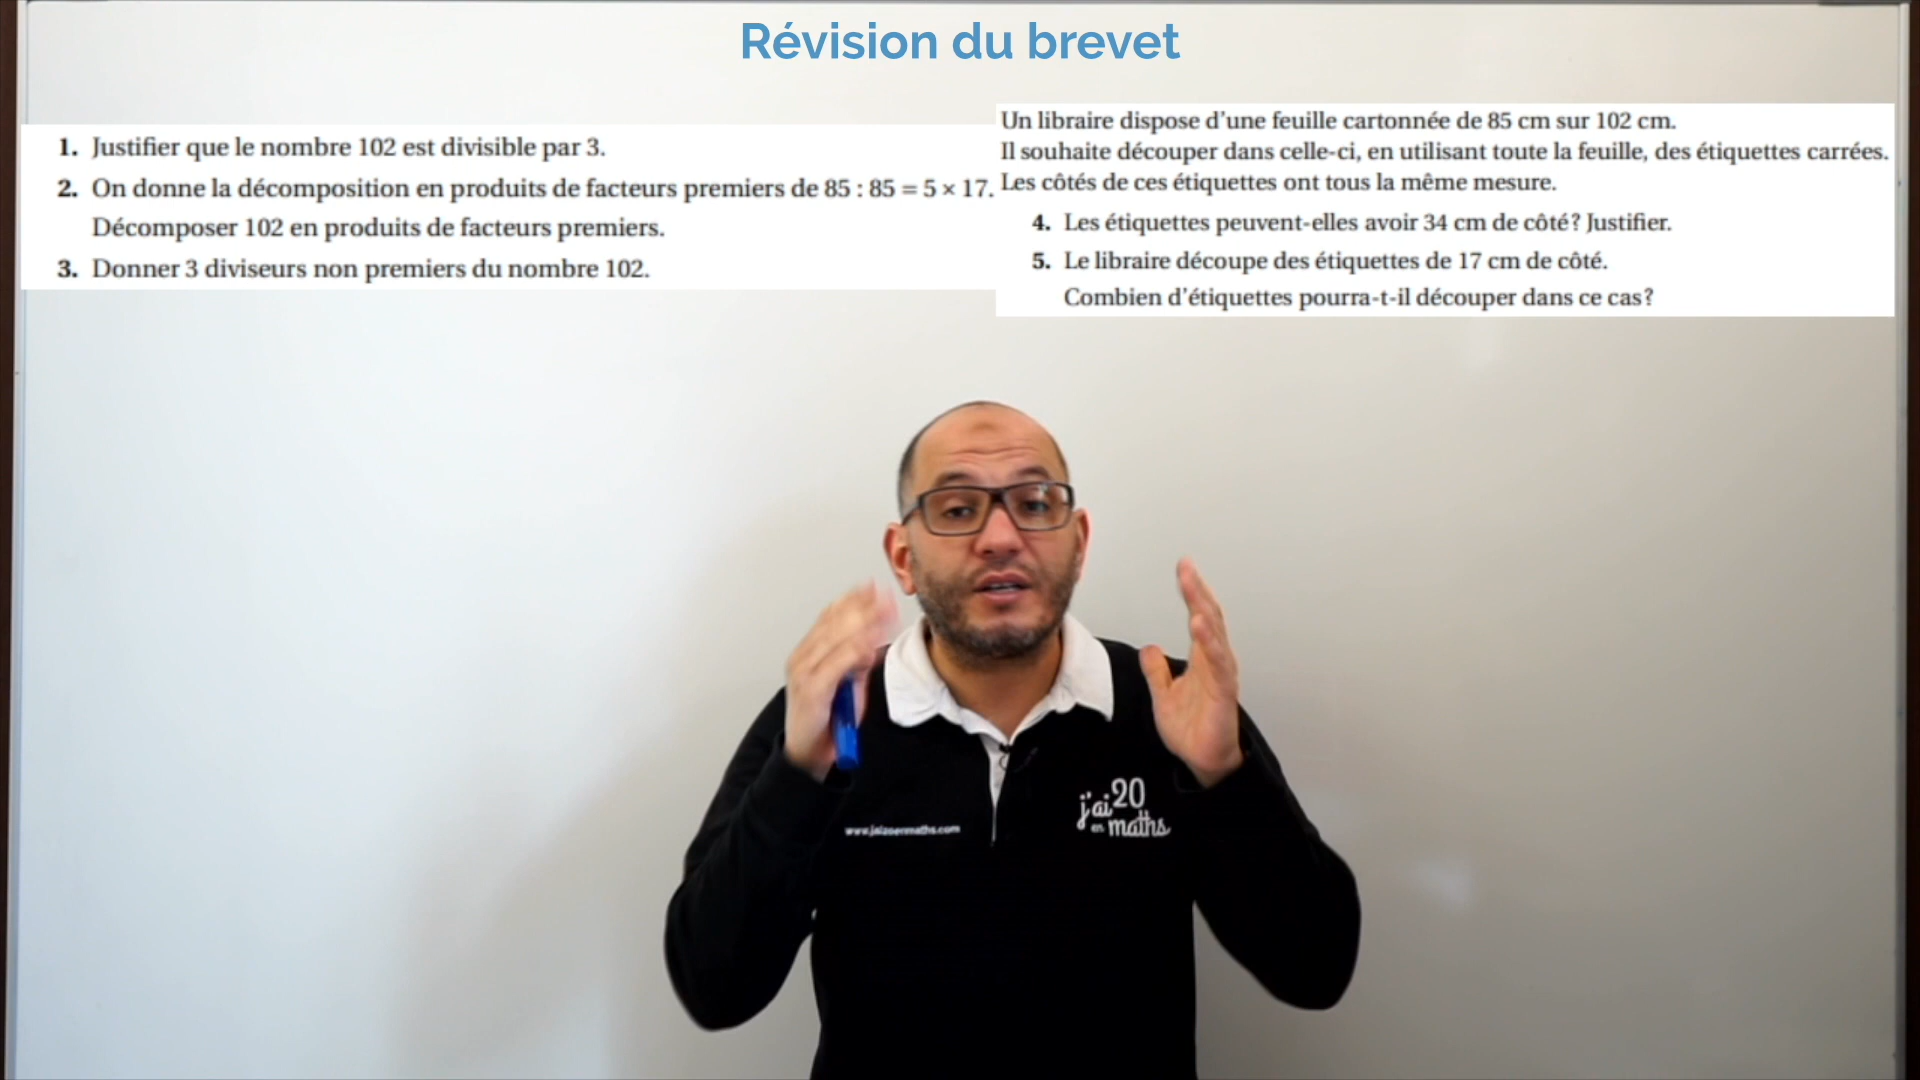 Révision du brevet
1. Justifier que le nombre 102 est divisible par 3.
2. On donne la décomposition en produits de facteurs premiers de 85 : 85 = 5 × 17.
Décomposer 102 en produits de facteurs premiers.
3. Donner 3 diviseurs non premiers du nombre 102.
Un libraire dispose d'une feuille cartonnée de 85 cm sur 102 cm.
Il souhaite découper dans celle-ci, en utilisant toute la feuille, des étiquettes carrées.
Les côtés de ces étiquettes ont tous la même mesure.
4. Les étiquettes peuvent-elles avoir 34 cm de côté? Justifier.
5. Le libraire découpe des étiquettes de 17 cm de côté.
Combien d'étiquettes pourra-t-il découper dans ce cas?
www.jai20enmaths.com
j'ai 20
en maths